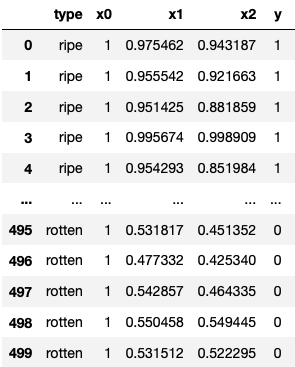 type x0 x1 x2 y
0 ripe 1 0.975462 0.943187 1
1 ripe 1 0.955542 0.921663 1
2 ripe 1 0.951425 0.881859 1
3 ripe 1 0.995674 0.998909 1
4 ripe 1 0.954293 0.851984 1
... ... ... ... ... ...
495 rotten 1 0.531817 0.451352 0
496 rotten 1 0.477332 0.425340 0
497 rotten 1 0.542857 0.464335 0
498 rotten 1 0.550458 0.549445 0
499 rotten 1 0.531512 0.522295 0